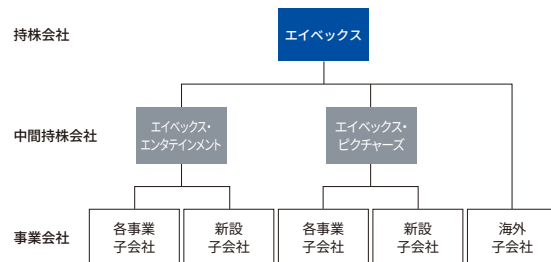 持株会社
エイベックス
中間持株会社
エイベックス・
エンタテインメント
エイベックス・
ピクチャーズ
事業会社
各事業
子会社
新設
子会社
各事業
子会社
新設
子会社
海外
子会社